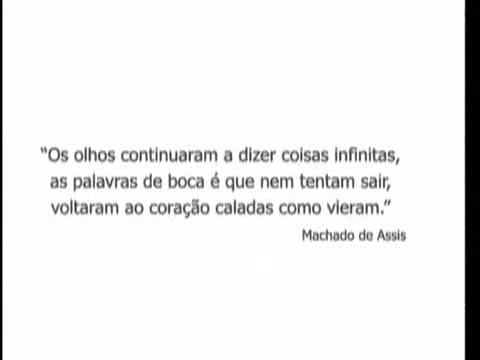 “Os olhos continuaram a dizer coisas infinitas,
as palavras de boca é que nem tentam sair,
voltaram ao coração caladas como vieram.”
Machado de Assis